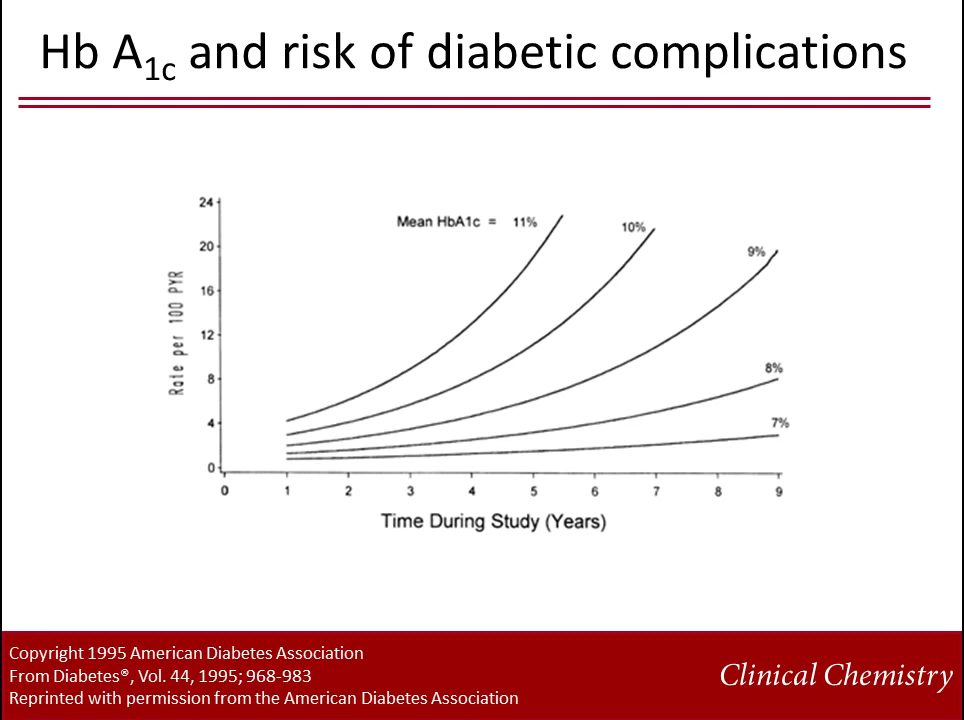 Hb A1c and risk of diabetic complications
24
20
16
12
8
4
0
Rate per 100 PYR
Mean HbA1c = 11%
10%
9%
8%
7%
0 1 2 3 4 5 6 7 8 9
Time During Study (Years)
Copyright 1995 American Diabetes Association
From Diabetes®, Vol. 44, 1995; 968-983
Reprinted with permission from the American Diabetes Association
Clinical Chemistry